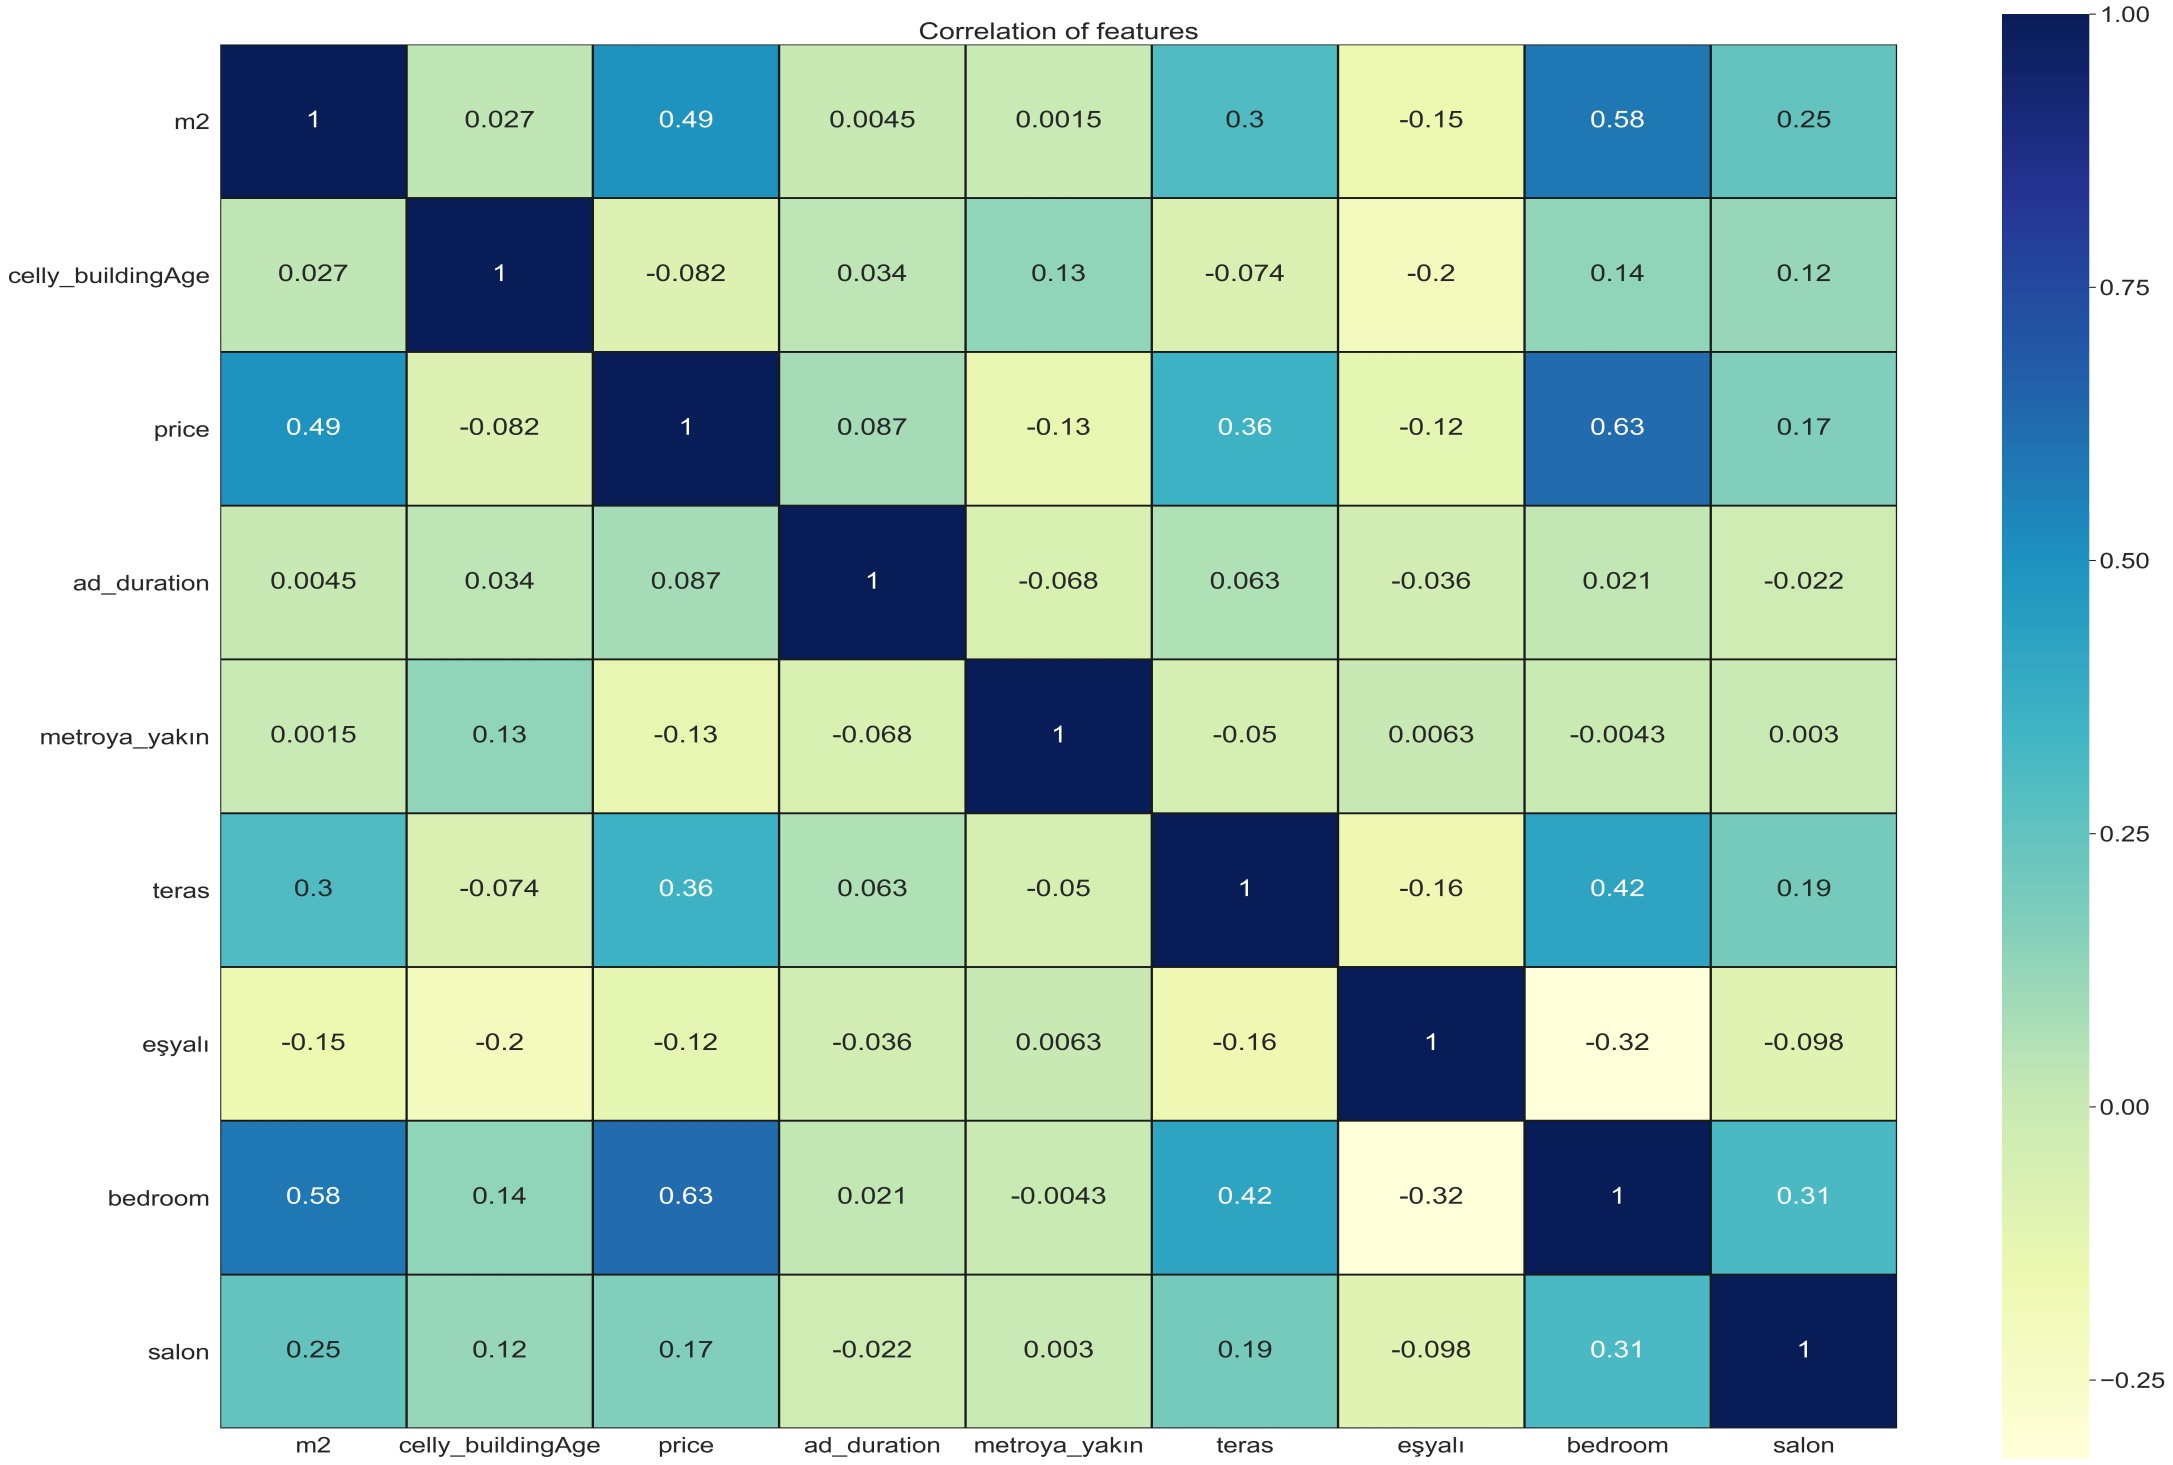 Correlation of features
1.00
m2 1 0.027 0.49 0.0045 0.0015 0.3 -0.15 0.58 0.25
celly_buildingAge 0.027 1 -0.082 0.034 0.13 -0.074 -0.2 0.14 0.12
0.75
price 0.49 -0.082 1 0.087 -0.13 0.36 -0.12 0.63 0.17
0.50
ad_duration 0.0045 0.034 0.087 1 -0.068 0.063 -0.036 0.021 -0.022
metroya_yakın 0.0015 0.13 -0.13 -0.068 1 -0.05 0.0063 -0.0043 0.003
0.25
teras 0.3 -0.074 0.36 0.063 -0.05 1 -0.16 0.42 0.19
eşyalı -0.15 -0.2 -0.12 -0.036 0.0063 -0.16 1 -0.32 -0.098
0.00
bedroom 0.58 0.14 0.63 0.021 -0.0043 0.42 -0.32 1 0.31
salon 0.25 0.12 0.17 -0.022 0.003 0.19 -0.098 0.31 1
−0.25
m2 celly_buildingAge price ad_duration metroya_yakın teras eşyalı bedroom salon